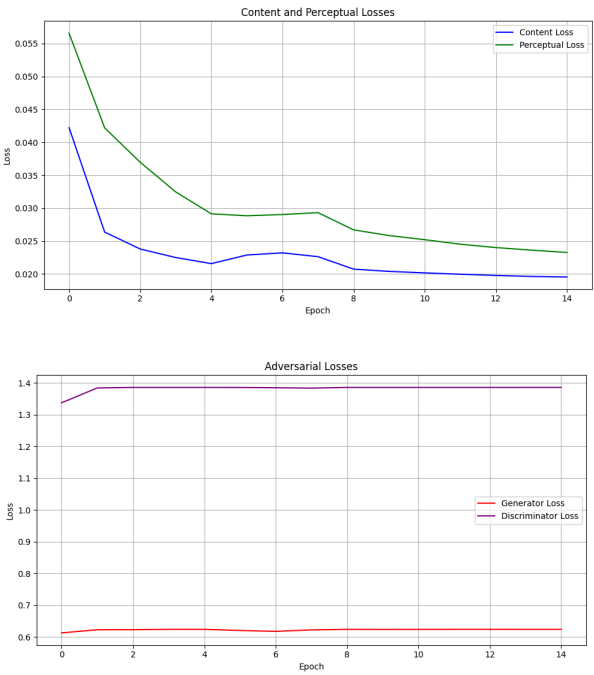 Content and Perceptual Losses
Content Loss
Perceptual Loss
0.055
0.050
0.045
0.040
0.035
0.030
0.025
0.020
Loss
0 2 4 6 8 10 12 14
Epoch
Adversarial Losses
1.4
1.3
1.2
1.1
1.0
0.9
0.8
0.7
0.6
Loss
Generator Loss
Discriminator Loss
0 2 4 6 8 10 12 14
Epoch